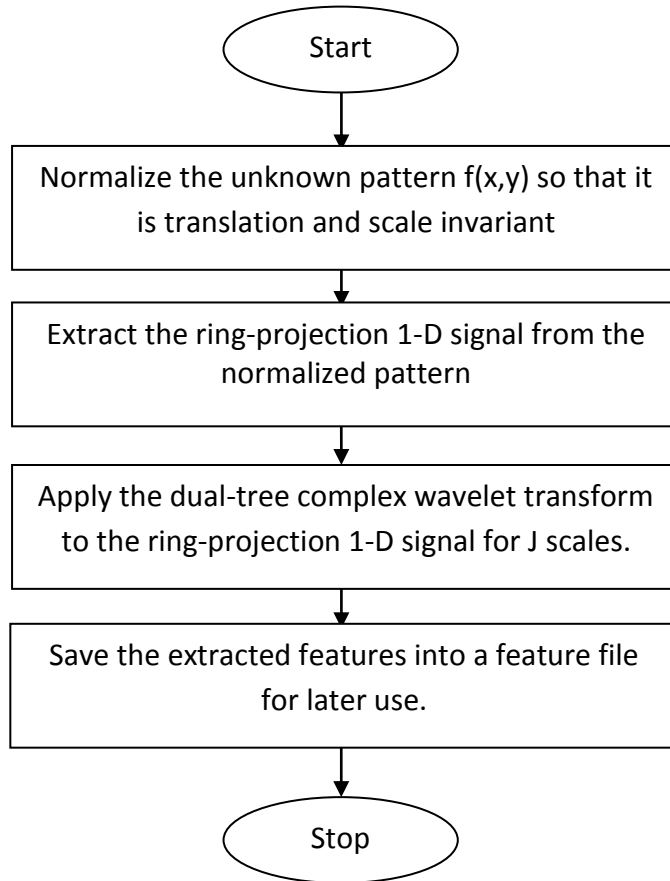 Start
Normalize the unknown pattern f(x,y) so that it
is translation and scale invariant
Extract the ring-projection 1-D signal from the
normalized pattern
Apply the dual-tree complex wavelet transform
to the ring-projection 1-D signal for J scales.
Save the extracted features into a feature file
for later use.
Stop